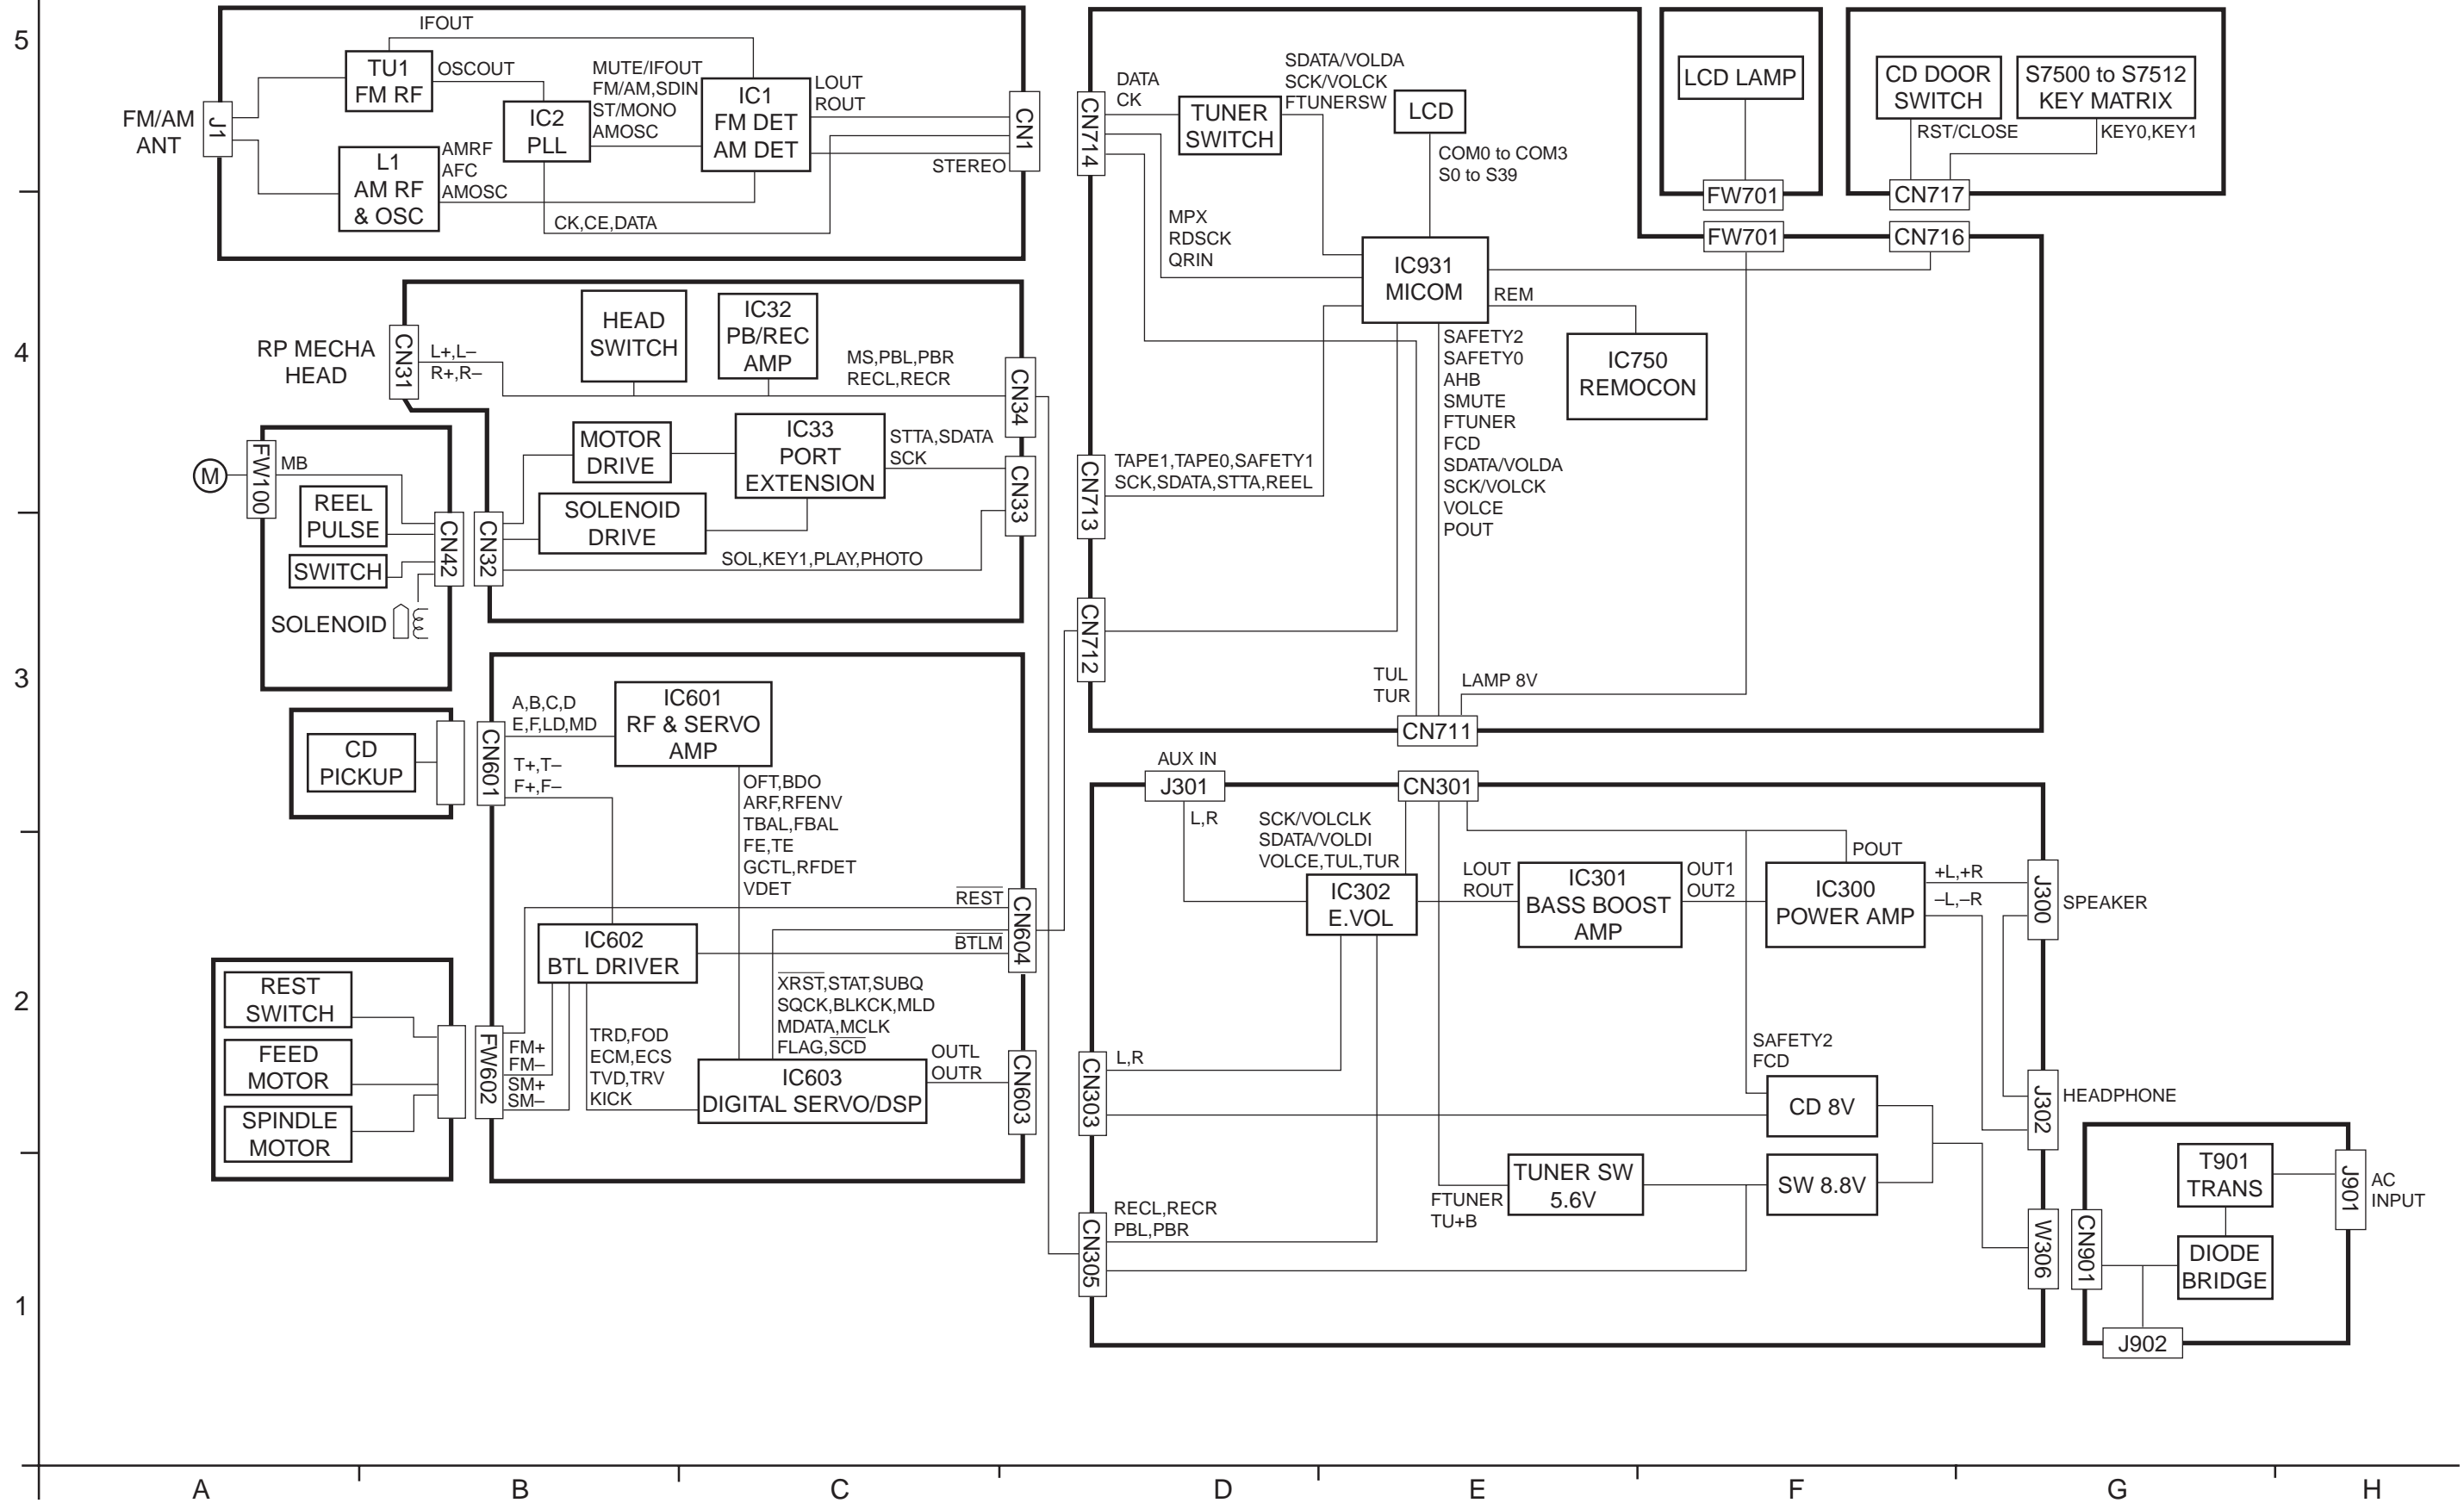 5
4
3
2
1
A
B
C
D
E
F
G
H
FM/AM
ANT
J1
IFOUT
TU1
FM RF
OSCOUT
L1
AM RF
& OSC
AMRF
AFC
AMOSC
IC2
PLL
MUTE/IFOUT
FM/AM,SDIN
ST/MONO
AMOSC
IC1
FM DET
AM DET
LOUT
ROUT
STEREO
CK,CE,DATA
CN1
RP MECHA
HEAD
CN31
L+,L–
R+,R–
HEAD
SWITCH
IC32
PB/REC
AMP
MS,PBL,PBR
RECL,RECR
CN34
MOTOR
DRIVE
IC33
PORT
EXTENSION
STTA,SDATA
SCK
CN33
SOLENOID
DRIVE
SOL,KEY1,PLAY,PHOTO
CN32
M
FW100
MB
REEL
PULSE
SWITCH
SOLENOID
CN42
CD
PICKUP
CN601
A,B,C,D
E,F,LD,MD
T+,T–
F+,F–
IC601
RF & SERVO
AMP
OFT,BDO
ARF,RFENV
TBAL,FBAL
FE,TE
GCTL,RFDET
VDET
REST
BTLM
CN604
IC602
BTL DRIVER
XRST,STAT,SUBQ
SQCK,BLKCK,MLD
MDATA,MCLK
FLAG,SCD
TRD,FOD
ECM,ECS
TVD,TRV
KICK
IC603
DIGITAL SERVO/DSP
OUTL
OUTR
CN603
REST
SWITCH
FEED
MOTOR
SPINDLE
MOTOR
FW602
FM+
FM–
SM+
SM–
CN714
DATA
CK
TUNER
SWITCH
SDATA/VOLDA
SCK/VOLCK
FTUNERSW
LCD
COM0 to COM3
S0 to S39
MPX
RDSCK
QRIN
IC931
MICOM
REM
IC750
REMOCON
SAFETY2
SAFETY0
AHB
SMUTE
FTUNER
FCD
SDATA/VOLDA
SCK/VOLCK
VOLCE
POUT
CN713
TAPE1,TAPE0,SAFETY1
SCK,SDATA,STTA,REEL
CN712
TUL
TUR
LAMP 8V
CN711
LCD LAMP
FW701
FW701
CD DOOR
SWITCH
S7500 to S7512
KEY MATRIX
RST/CLOSE
KEY0,KEY1
CN717
CN716
AUX IN
J301
L,R
CN301
SCK/VOLCLK
SDATA/VOLDI
VOLCE,TUL,TUR
IC302
E.VOL
LOUT
ROUT
IC301
BASS BOOST
AMP
OUT1
OUT2
POUT
IC300
POWER AMP
+L,+R
–L,–R
J300
SPEAKER
SAFETY2
FCD
CN303
L,R
CD 8V
J302
HEADPHONE
TUNER SW
5.6V
SW 8.8V
FTUNER
TU+B
RECL,RECR
PBL,PBR
CN305
W306
CN901
T901
TRANS
DIODE
BRIDGE
J901
AC
INPUT
J902